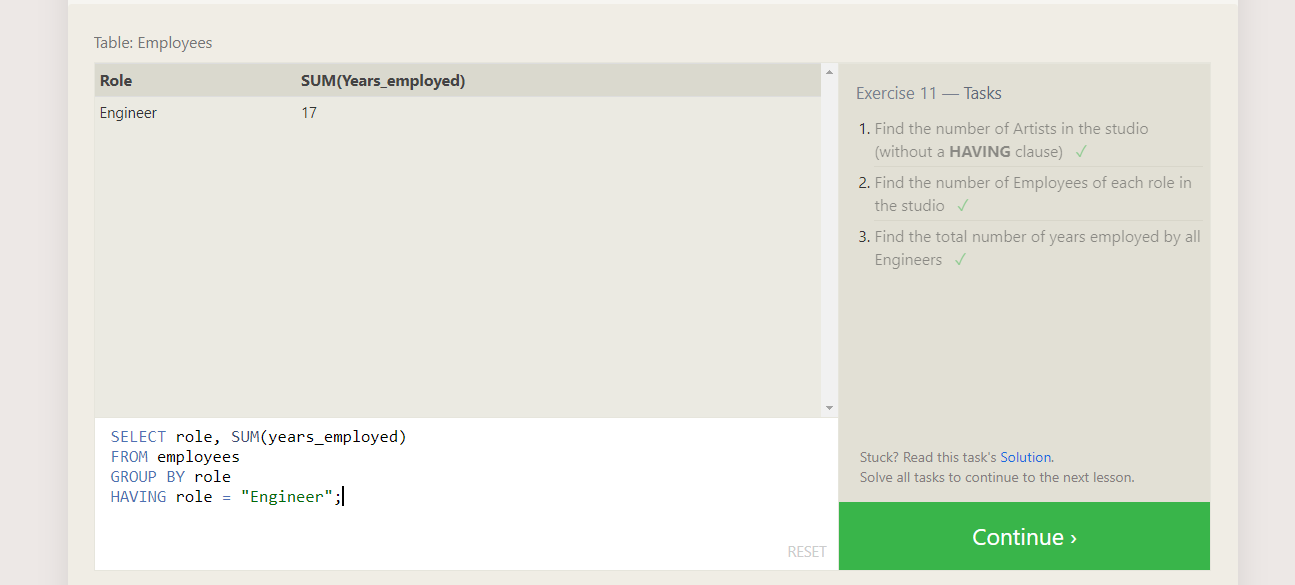 Table: Employees
Role SUM(Years_employed)
Engineer 17
SELECT role, SUM(years_employed)
FROM employees
GROUP BY role
HAVING role = "Engineer";
RESET
Exercise 11 — Tasks
1. Find the number of Artists in the studio
(without a HAVING clause) ✓
2. Find the number of Employees of each role in
the studio ✓
3. Find the total number of years employed by all
Engineers ✓
Stuck? Read this task's Solution.
Solve all tasks to continue to the next lesson.
Continue ›